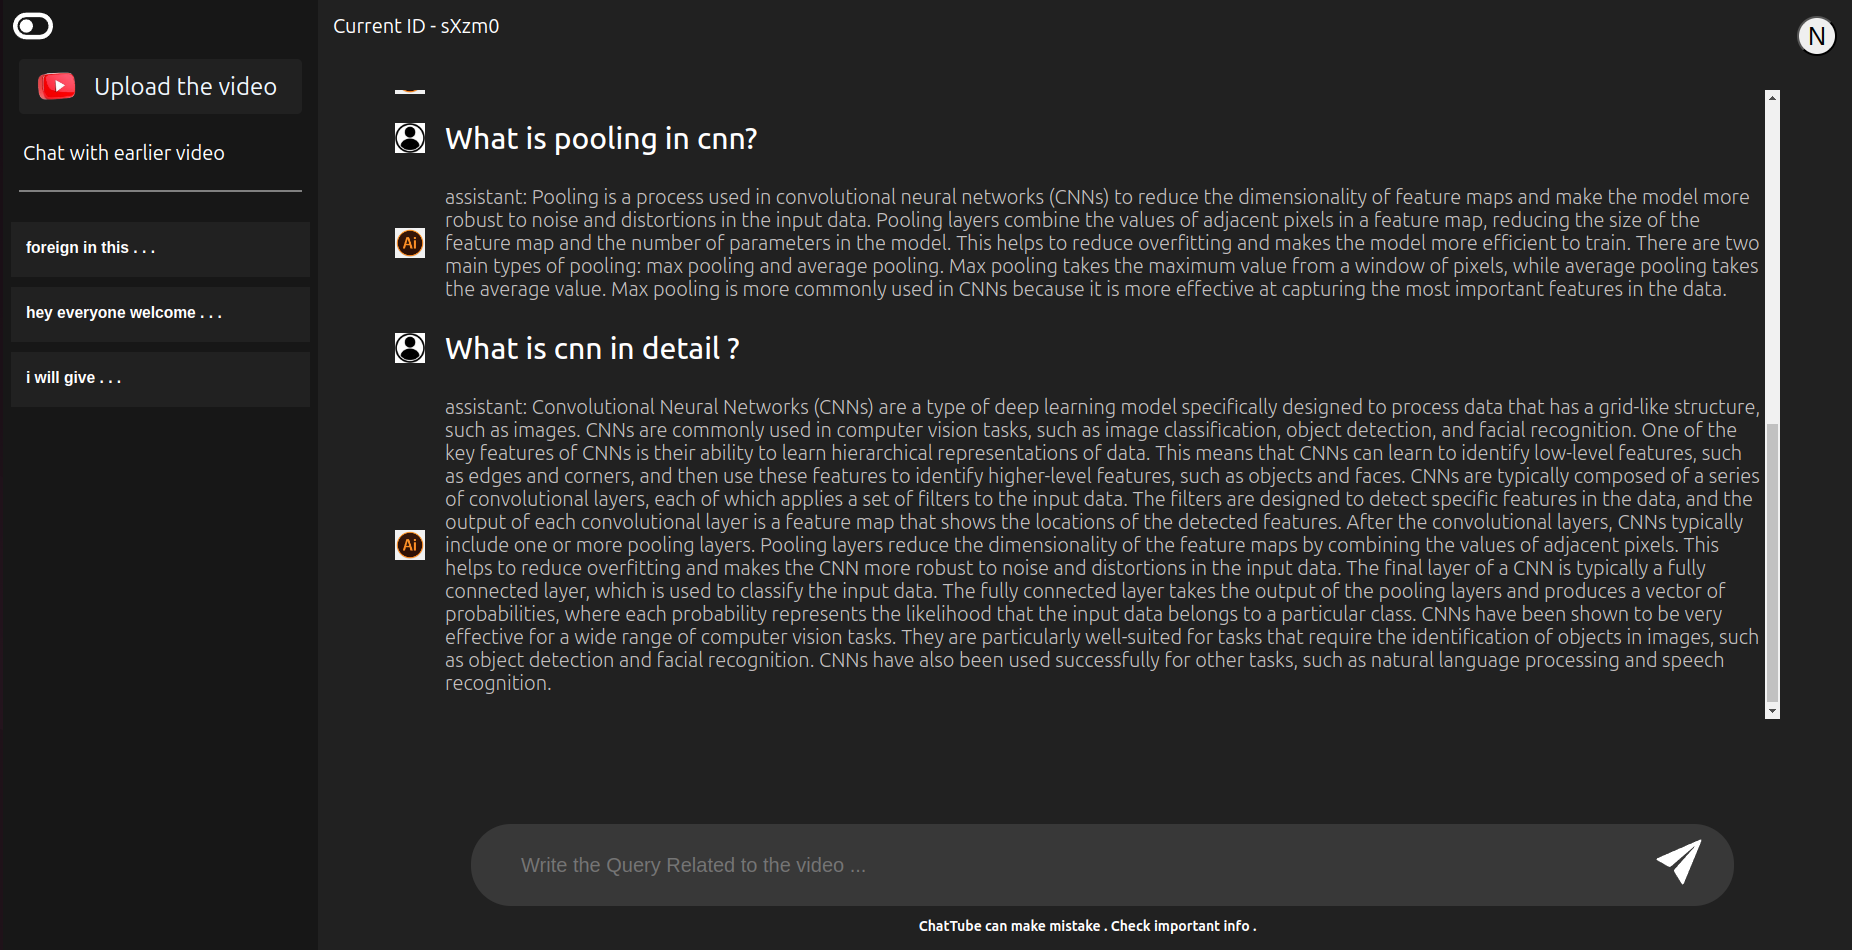 Current ID - sXzm0
N
Upload the video
Chat with earlier video
foreign in this . . .
hey everyone welcome . . .
i will give . . .
What is pooling in cnn?
assistant: Pooling is a process used in convolutional neural networks (CNNs) to reduce the dimensionality of feature maps and make the model more
robust to noise and distortions in the input data. Pooling layers combine the values of adjacent pixels in a feature map, reducing the size of the
Ai
feature map and the number of parameters in the model. This helps to reduce overfitting and makes the model more efficient to train. There are two
main types of pooling: max pooling and average pooling. Max pooling takes the maximum value from a window of pixels, while average pooling takes
the average value. Max pooling is more commonly used in CNNs because it is more effective at capturing the most important features in the data.
What is cnn in detail ?
assistant: Convolutional Neural Networks (CNNs) are a type of deep learning model specifically designed to process data that has a grid-like structure,
such as images. CNNs are commonly used in computer vision tasks, such as image classification, object detection, and facial recognition. One of the
key features of CNNs is their ability to learn hierarchical representations of data. This means that CNNs can learn to identify low-level features, such
as edges and corners, and then use these features to identify higher-level features, such as objects and faces. CNNs are typically composed of a series
of convolutional layers, each of which applies a set of filters to the input data. The filters are designed to detect specific features in the data, and the
output of each convolutional layer is a feature map that shows the locations of the detected features. After the convolutional layers, CNNs typically
Ai
include one or more pooling layers. Pooling layers reduce the dimensionality of the feature maps by combining the values of adjacent pixels. This
helps to reduce overfitting and makes the CNN more robust to noise and distortions in the input data. The final layer of a CNN is typically a fully
connected layer, which is used to classify the input data. The fully connected layer takes the output of the pooling layers and produces a vector of
probabilities, where each probability represents the likelihood that the input data belongs to a particular class. CNNs have been shown to be very
effective for a wide range of computer vision tasks. They are particularly well-suited for tasks that require the identification of objects in images, such
as object detection and facial recognition. CNNs have also been used successfully for other tasks, such as natural language processing and speech
recognition.
Write the Query Related to the video ...
ChatTube can make mistake . Check important info .